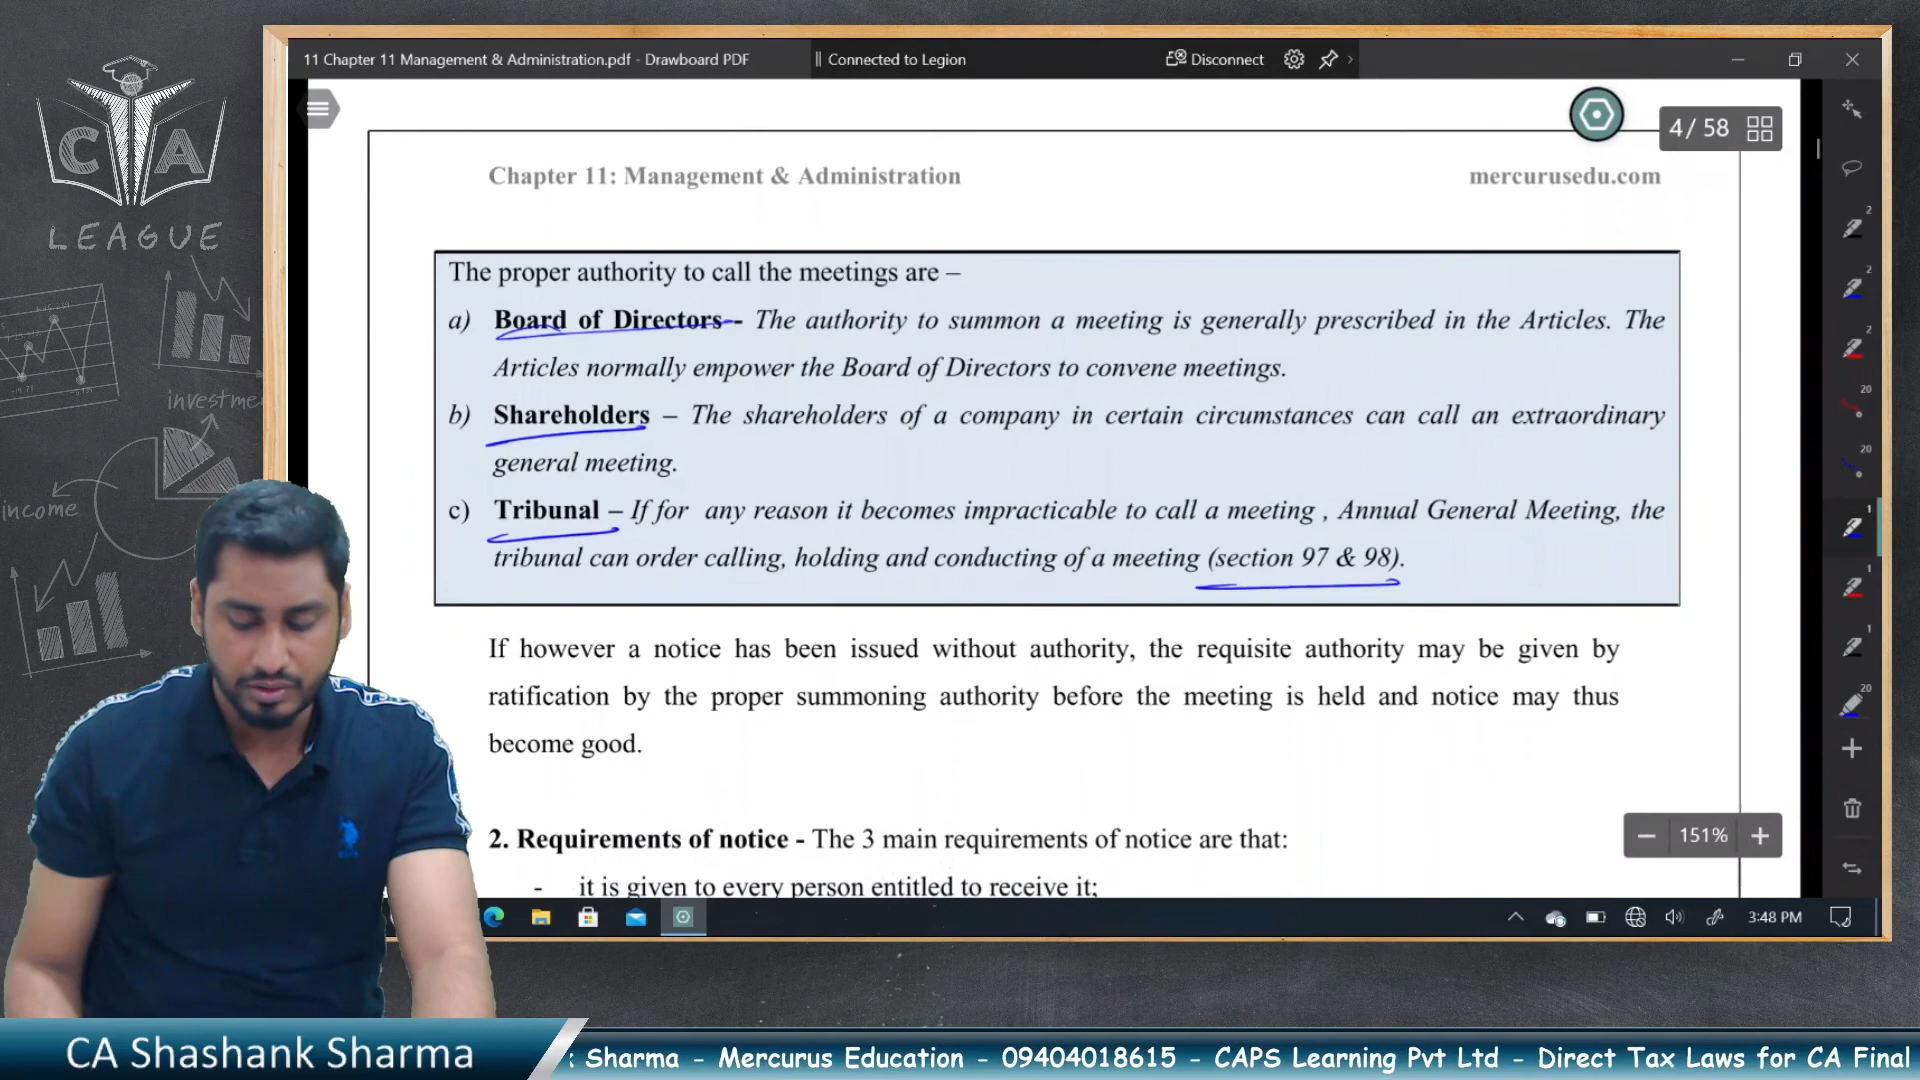 11 Chapter 11 Management & Administration.pdf - Drawboard PDF
Connected to Legion
Disconnect
4/ 58
C A
LEAGUE
investme
income
Chapter 11: Management & Administration
mercurusedu.com
The proper authority to call the meetings are –
a) Board of Directors-- The authority to summon a meeting is generally prescribed in the Articles. The
Articles normally empower the Board of Directors to convene meetings.
b) Shareholders – The shareholders of a company in certain circumstances can call an extraordinary
general meeting.
c) Tribunal – If for any reason it becomes impracticable to call a meeting , Annual General Meeting, the
tribunal can order calling, holding and conducting of a meeting (section 97 & 98).
If however a notice has been issued without authority, the requisite authority may be given by
ratification by the proper summoning authority before the meeting is held and notice may thus
become good.
2. Requirements of notice - The 3 main requirements of notice are that:
- it is given to every person entitled to receive it;
151%
2
2
2
20
20
1
1
1
20
3:48 PM
CA Shashank Sharma
k Sharma - Mercurus Education - 09404018615 - CAPS Learning Pvt Ltd - Direct Tax Laws for CA Final